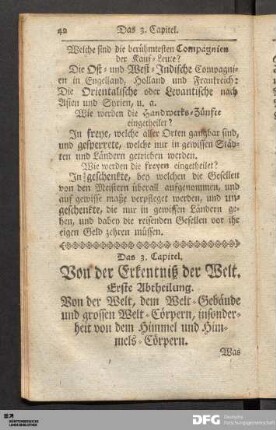 42 Das 3. Capitel.
Welche sind die berühmtesten Compagnien
der Kauf-Leute?
Die Ost- und West-Indische Compagni-
en in Engelland, Holland und Franckreich:
Die Orientalische oder Levantische nach
Asien und Syrien, u. a.
Wie werden die Handwercks-Zünffte
eingetheilet?
In freye, welche aller Orten gangbar sind,
und gesperrete, welche nur in gewissen Städ-
ten und Ländern getrieben werden.
Wie werden die freyen eingetheilet?
In geschenkte, bey welchen die Gesellen
von den Meistern überall aufgenommen, und
auf gewisse maße verpfleget werden, und un-
geschenkte, die nur in gewissen Ländern ge-
hen, und dabey die reisenden Gesellen vor ihr
eigen Geld zehren müssen.
Das 3. Capitel.
Von der Erkentniß der Welt.
Erste Abtheilung.
Von der Welt, dem Welt-Gebäude
und grossen Welt-Cörpern, insonder-
heit von dem Himmel und Him-
mels-Cörpern.
Was
DFG